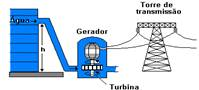 Torre de
transmissão
Água
Gerador
h
Turbina